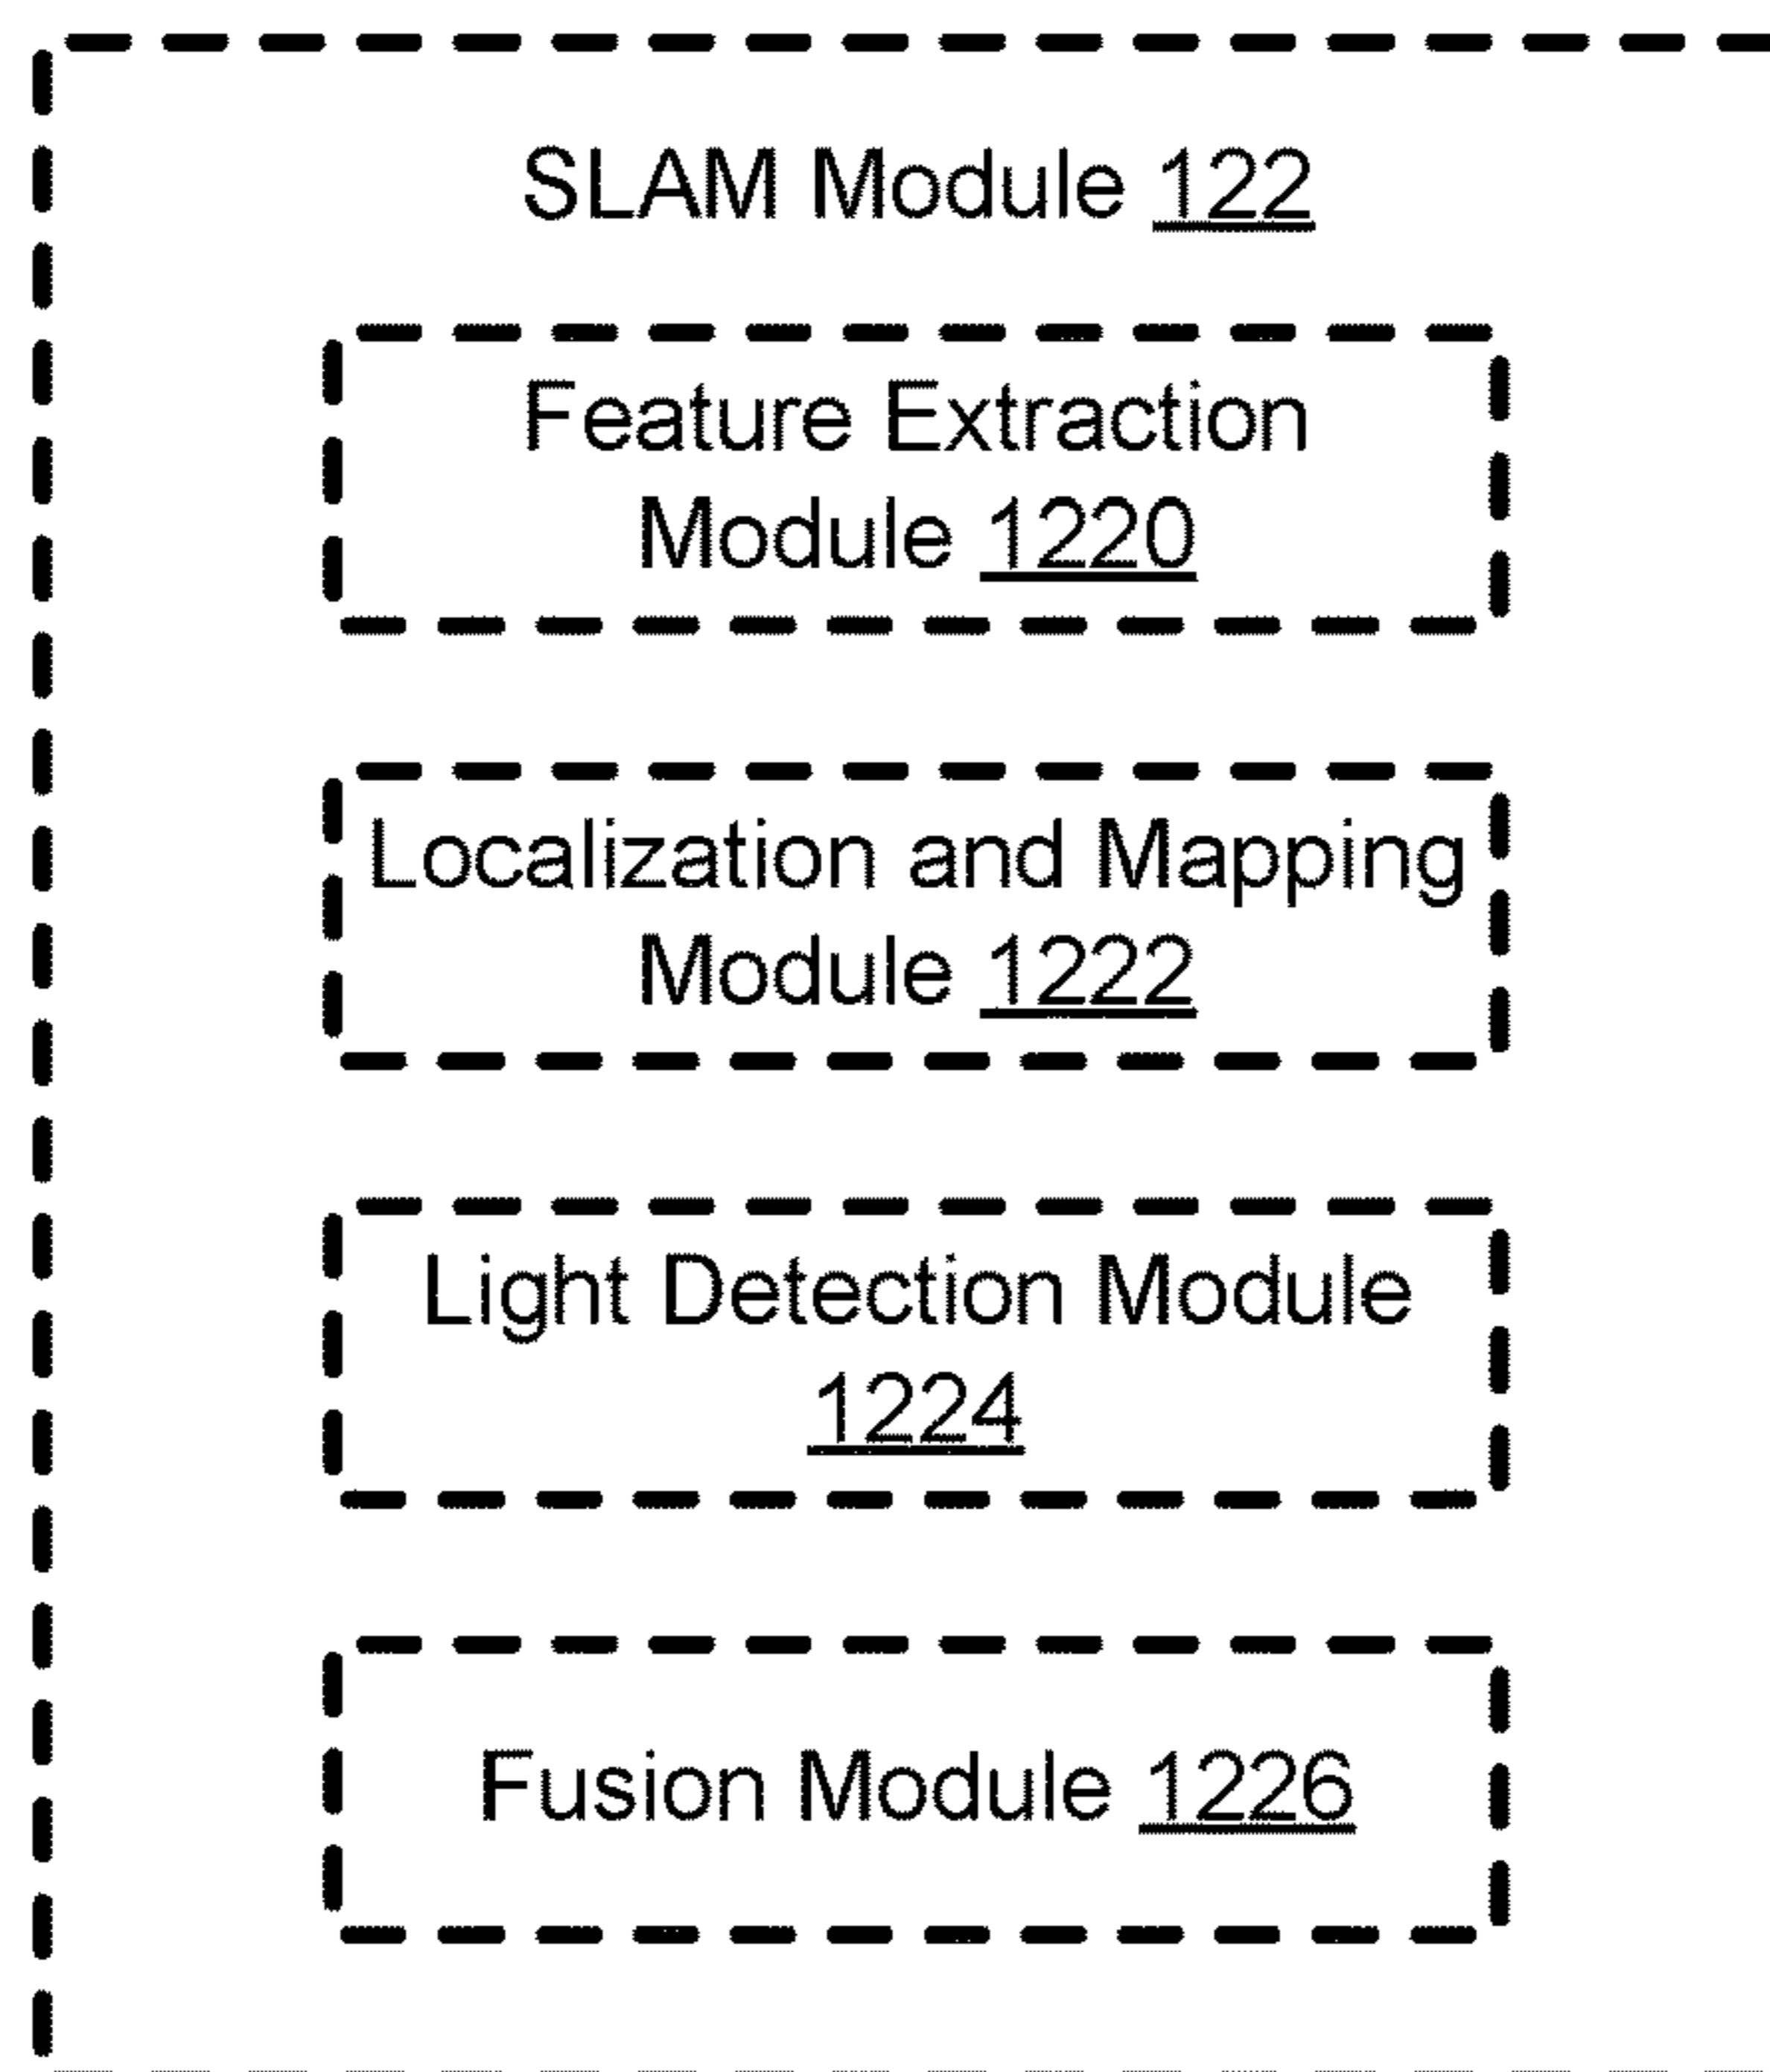 SLAM Module 122
Feature Extraction
Module 1220
Localization and Mapping
Module 1222
Light Detection Module
1224
Fusion Module 1226